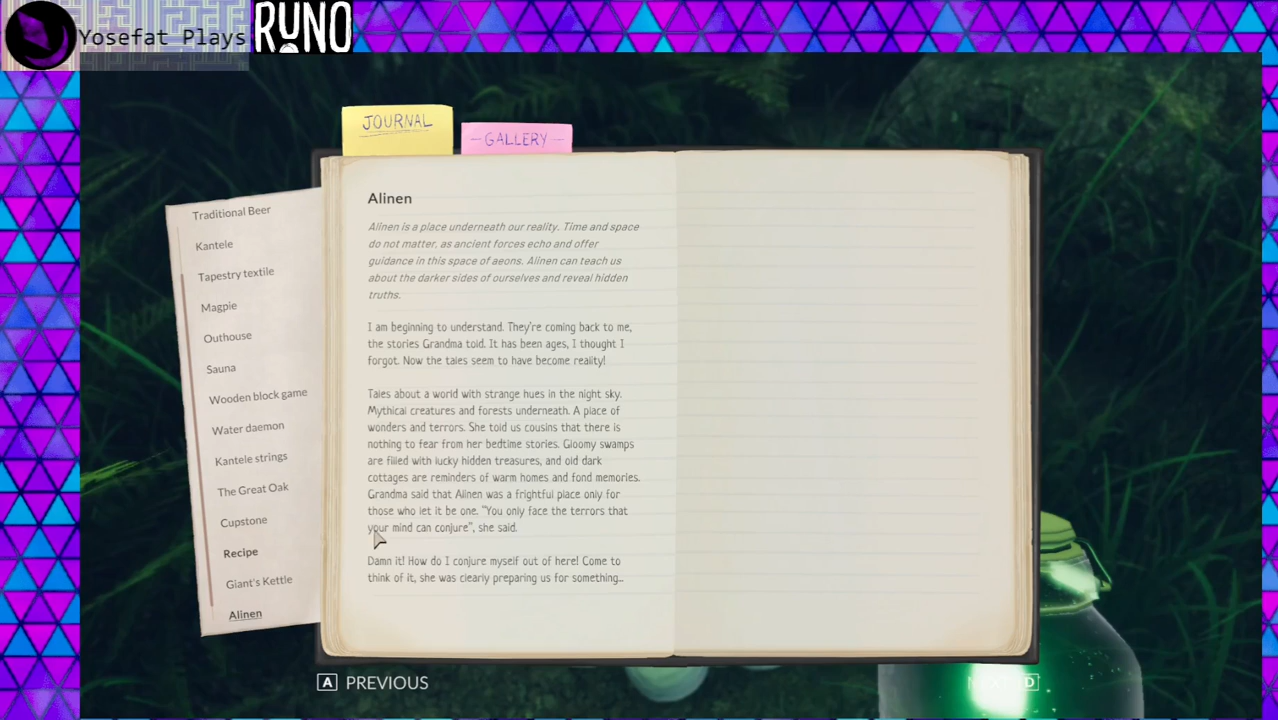 Yosefat Plays
RUNO
JOURNAL
- GALLERY -
Traditional Beer
Kantele
Tapestry textile
Magpie
Outhouse
Sauna
Wooden block game
Water daemon
Kantele strings
The Great Oak
Cupstone
Recipe
Giant's Kettle
Alinen
Alinen
Alinen is a place underneath our reality. Time and space
do not matter, as ancient forces echo and offer
guidance in this space of aeons. Alinen can teach us
about the darker sides of ourselves and reveal hidden
truths.
I am beginning to understand. They're coming back to me,
the stories Grandma told. It has been ages, I thought I
forgot. Now the tales seem to have become reality!
Tales about a world with strange hues in the night sky.
Mythical creatures and forests underneath. A place of
wonders and terrors. She told us cousins that there is
nothing to fear from her bedtime stories. Gloomy swamps
are filled with lucky hidden treasures, and old dark
cottages are reminders of warm homes and fond memories.
Grandma said that Alinen was a frightful place only for
those who let it be one. "You only face the terrors that
your mind can conjure", she said.
Damn it! How do I conjure myself out of here! Come to
think of it, she was clearly preparing us for something...
A PREVIOUS
NEXT D